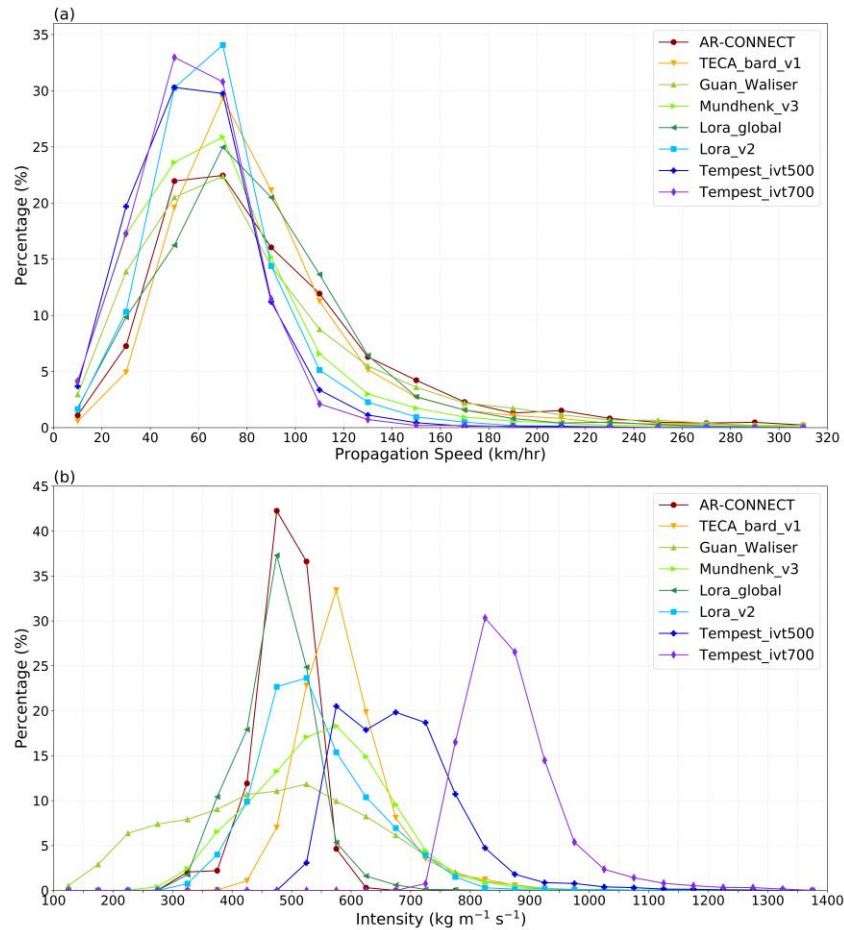 (a)
35
30
25
20
15
10
5
0
Percentage (%)
AR-CONNECT
TECA_bard_v1
Guan_Waliser
Mundhenk_v3
Lora_global
Lora_v2
Tempest_ivt500
Tempest_ivt700
0 20 40 60 80 100 120 140 160 180 200 220 240 260 280 300 320
Propagation Speed (km/hr)
(b)
45
40
35
30
25
20
15
10
5
0
Percentage (%)
AR-CONNECT
TECA_bard_v1
Guan_Waliser
Mundhenk_v3
Lora_global
Lora_v2
Tempest_ivt500
Tempest_ivt700
100 200 300 400 500 600 700 800 900 1000 1100 1200 1300 1400
Intensity (kg m⁻¹ s⁻¹)